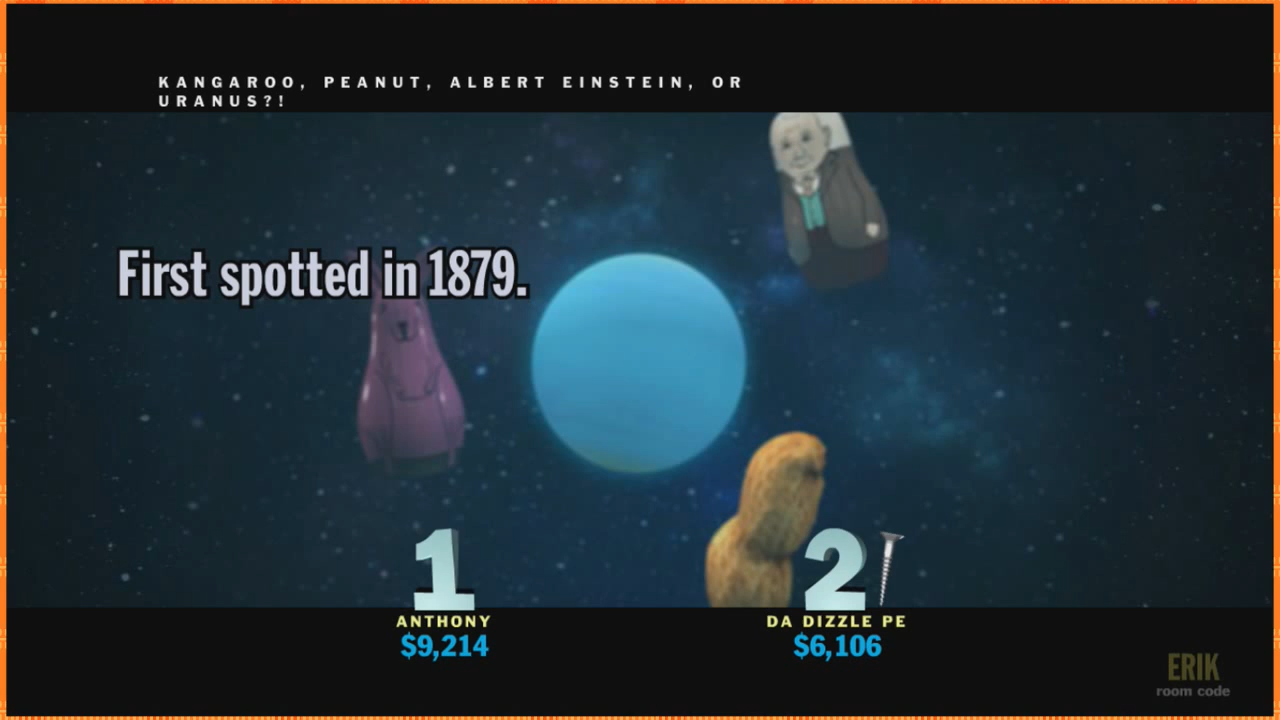 KANGAROO, PEANUT, ALBERT EINSTEIN, OR
URANUS?!
First spotted in 1879.
1
2
ANTHONY
DA DIZZLE PE
$9,214
$6,106
ERIK
room code